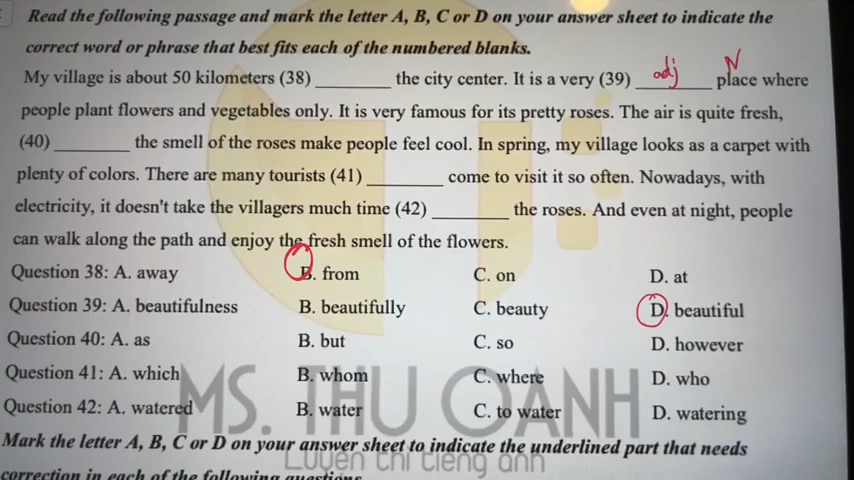 Read the following passage and mark the letter A, B, C or D on your answer sheet to indicate the
correct word or phrase that best fits each of the numbered blanks.
My village is about 50 kilometers (38) ________ the city center. It is a very (39) ________ place where
adj N
people plant flowers and vegetables only. It is very famous for its pretty roses. The air is quite fresh,
(40) ________ the smell of the roses make people feel cool. In spring, my village looks as a carpet with
plenty of colors. There are many tourists (41) ________ come to visit it so often. Nowadays, with
electricity, it doesn't take the villagers much time (42) ________ the roses. And even at night, people
can walk along the path and enjoy the fresh smell of the flowers.
Question 38: A. away B. from C. on D. at
Question 39: A. beautifulness B. beautifully C. beauty D. beautiful
Question 40: A. as B. but C. so D. however
Question 41: A. which B. whom C. where D. who
Question 42: A. watered B. water C. to water D. watering
MS. THU OANH
Mark the letter A, B, C or D on your answer sheet to indicate the underlined part that needs
Luyện thi tiếng anh
correction in each of the following questions.